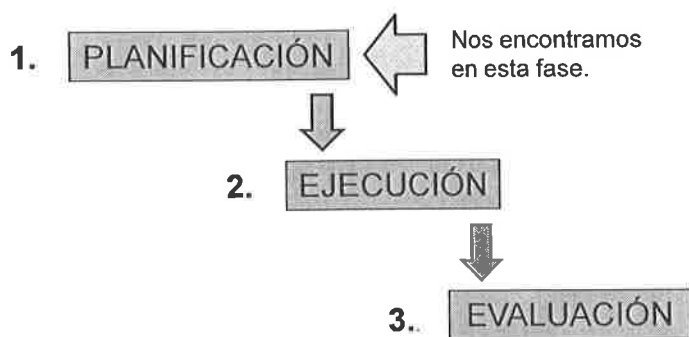 1. PLANIFICACIÓN
Nos encontramos
en esta fase.
2. EJECUCIÓN
3. EVALUACIÓN